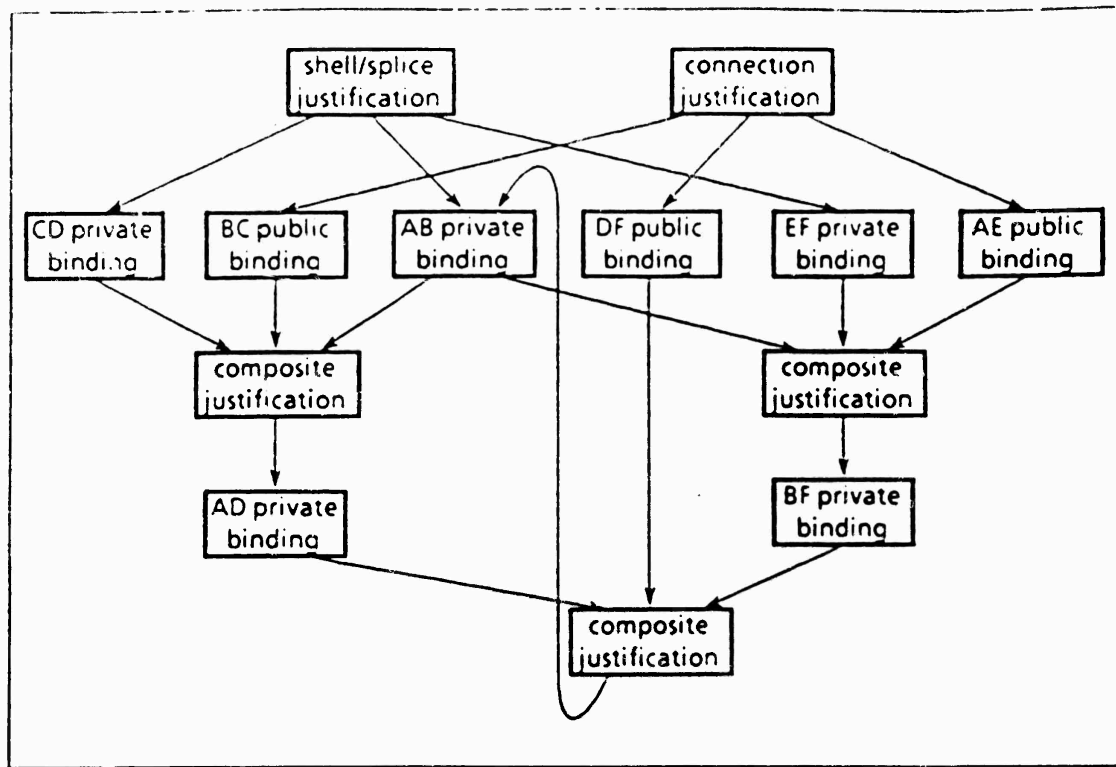 shell/splice
justification
connection
justification
CD private
binding
BC public
binding
AB private
binding
DF public
binding
EF private
binding
AE public
binding
composite
justification
composite
justification
AD private
binding
BF private
binding
composite
justification